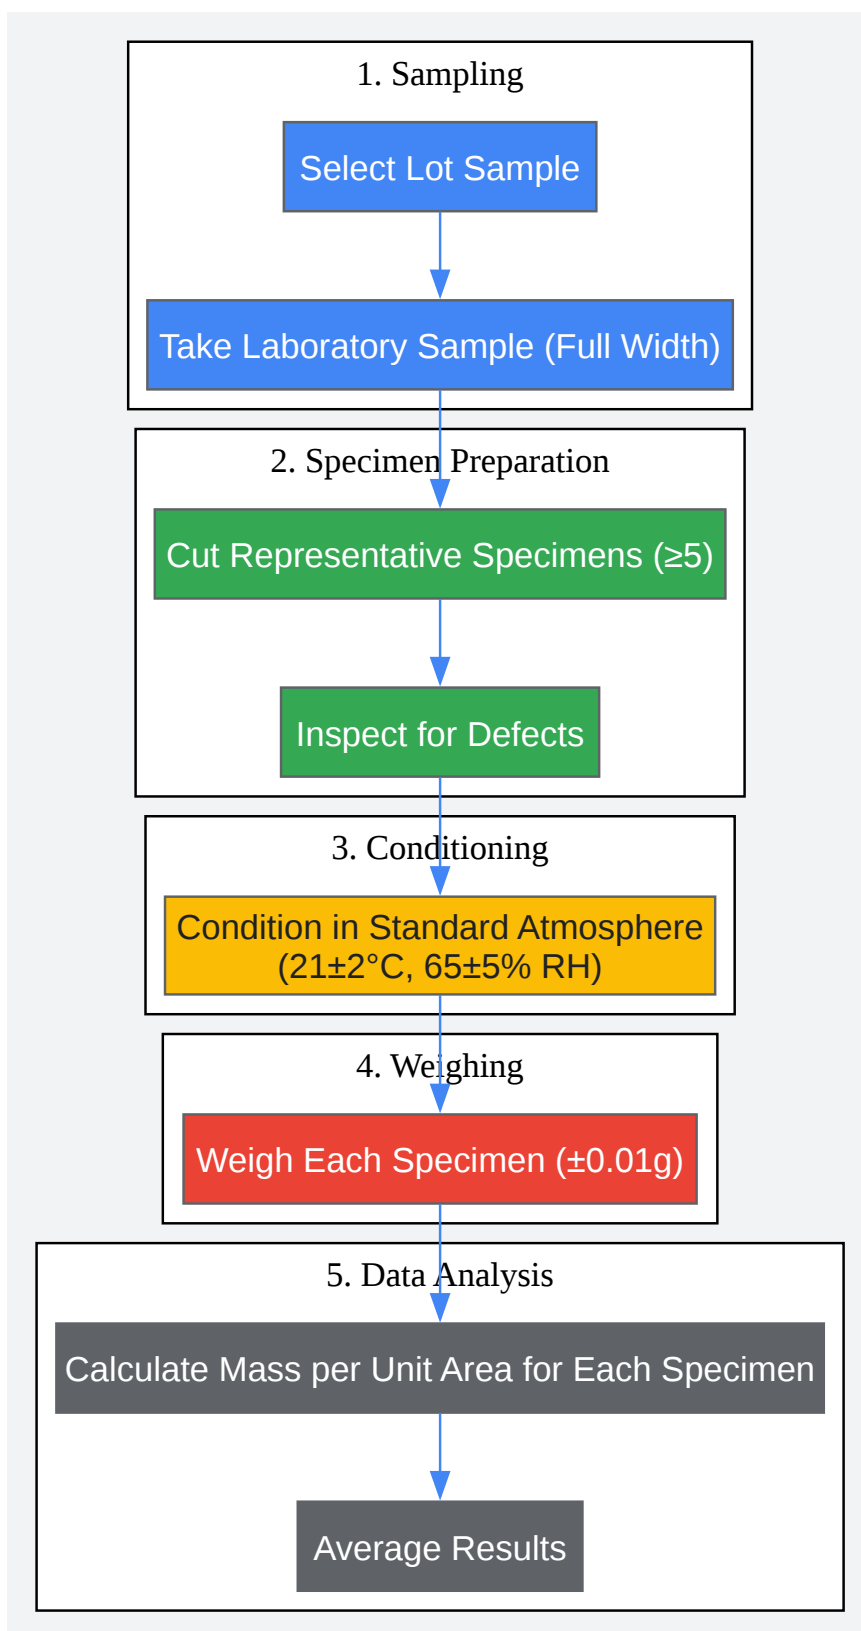 1. Sampling
Select Lot Sample
Take Laboratory Sample (Full Width)
2. Specimen Preparation
Cut Representative Specimens (≥5)
Inspect for Defects
3. Conditioning
Condition in Standard Atmosphere
(21±2°C, 65±5% RH)
4. Weighing
Weigh Each Specimen (±0.01g)
5. Data Analysis
Calculate Mass per Unit Area for Each Specimen
Average Results